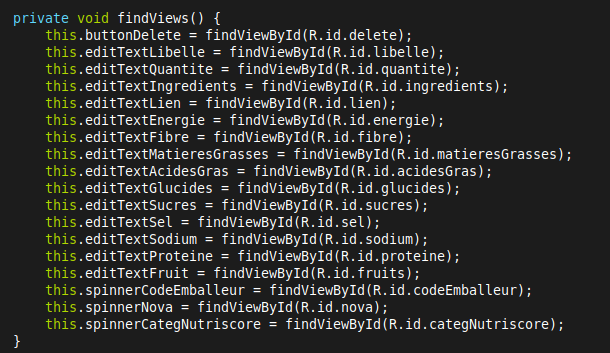 private void findViews() {
    this.buttonDelete = findViewById(R.id.delete);
    this.editTextLibelle = findViewById(R.id.libelle);
    this.editTextQuantite = findViewById(R.id.quantite);
    this.editTextIngredients = findViewById(R.id.ingredients);
    this.editTextLien = findViewById(R.id.lien);
    this.editTextEnergie = findViewById(R.id.energie);
    this.editTextFibre = findViewById(R.id.fibre);
    this.editTextMatieresGrasses = findViewById(R.id.matieresGrasses);
    this.editTextAcidesGras = findViewById(R.id.acidesGras);
    this.editTextGlucides = findViewById(R.id.glucides);
    this.editTextSucres = findViewById(R.id.sucres);
    this.editTextSel = findViewById(R.id.sel);
    this.editTextSodium = findViewById(R.id.sodium);
    this.editTextProteine = findViewById(R.id.proteine);
    this.editTextFruit = findViewById(R.id.fruits);
    this.spinnerCodeEmballeur = findViewById(R.id.codeEmballeur);
    this.spinnerNova = findViewById(R.id.nova);
    this.spinnerCategNutriscore = findViewById(R.id.categNutriscore);
}